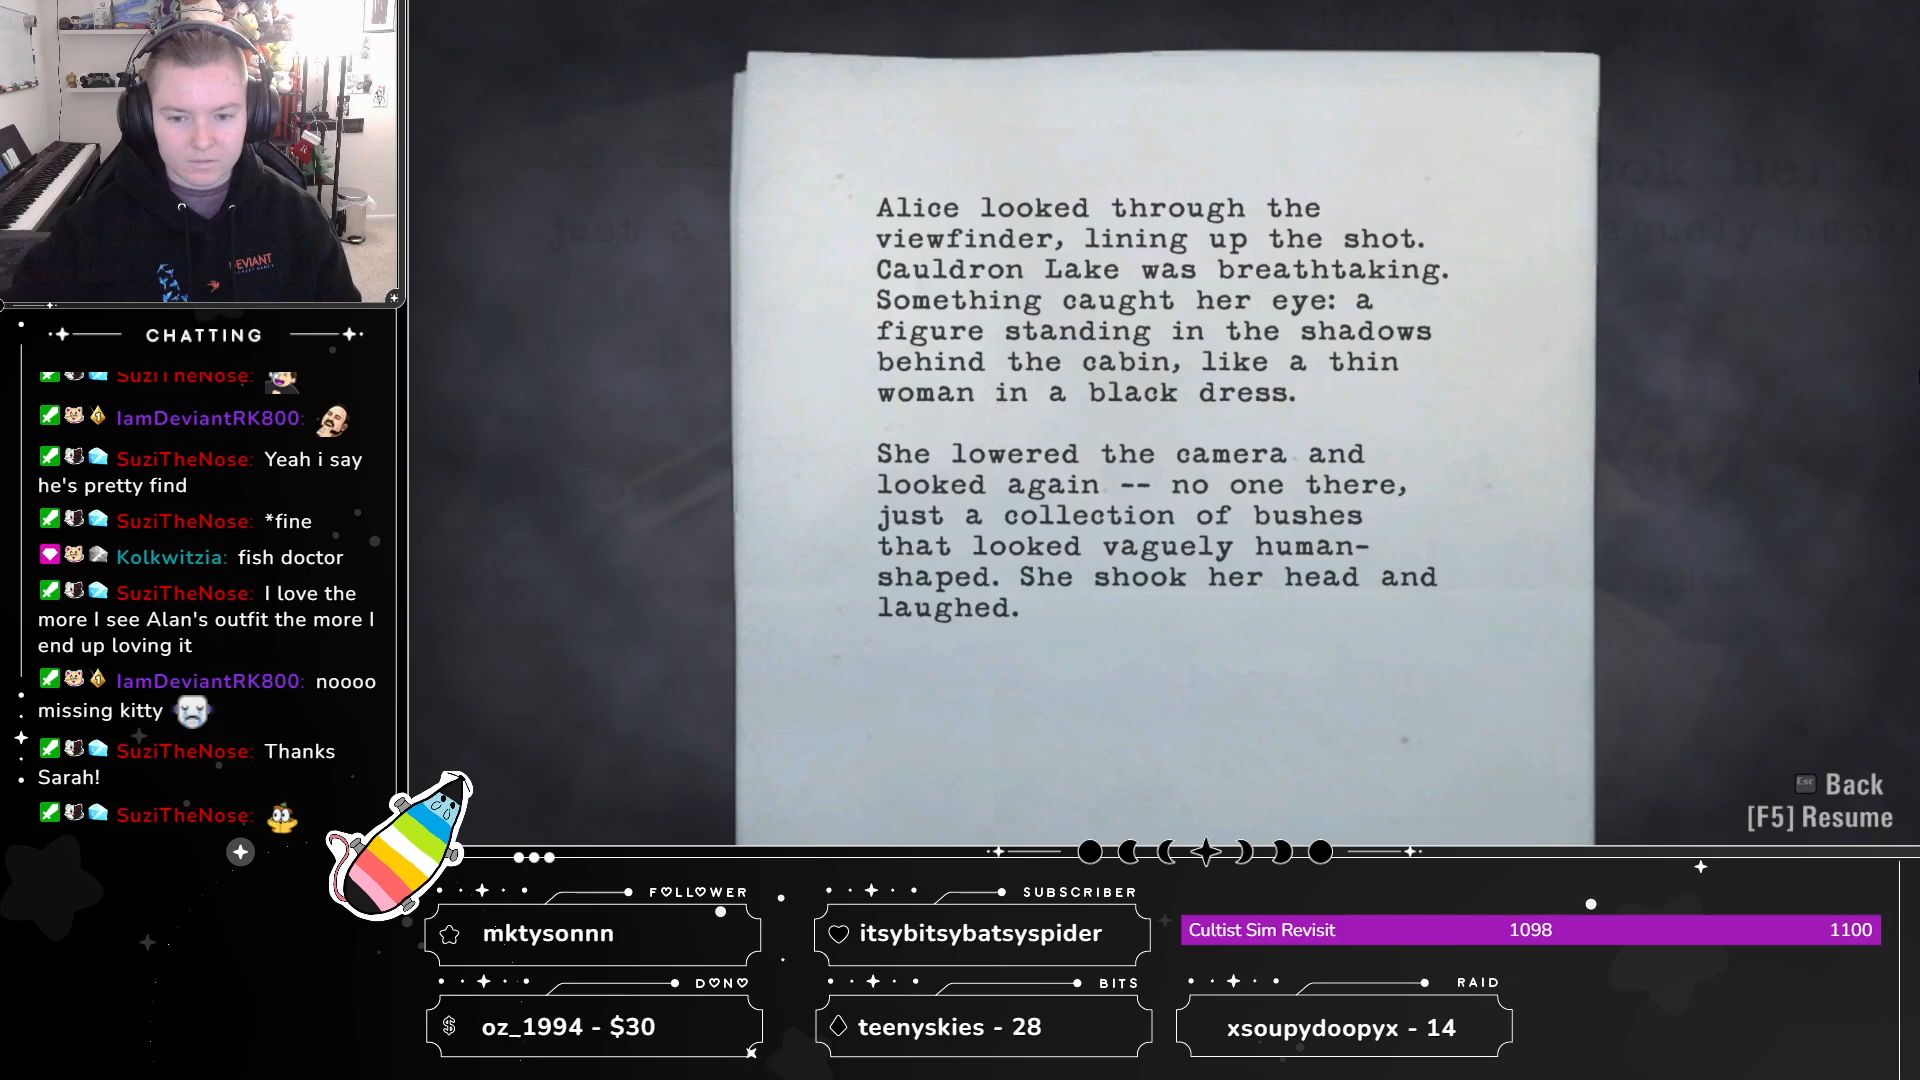 DEVIANT
CHATTING
SuziTheNose:
IamDeviantRK800:
SuziTheNose: Yeah i say
he's pretty find
SuziTheNose: *fine
Kolkwitzia: fish doctor
SuziTheNose: I love the
more I see Alan's outfit the more I
end up loving it
IamDeviantRK800: noooo
missing kitty
SuziTheNose: Thanks
Sarah!
SuziTheNose:
Alice looked through the
viewfinder, lining up the shot.
Cauldron Lake was breathtaking.
Something caught her eye: a
figure standing in the shadows
behind the cabin, like a thin
woman in a black dress.
She lowered the camera and
looked again -- no one there,
just a collection of bushes
that looked vaguely human-
shaped. She shook her head and
laughed.
just a
Esc Back
[F5] Resume
FOLLOWER
mktysonnn
SUBSCRIBER
itsybitsybatsyspider
Cultist Sim Revisit 1098 1100
DONO
oz_1994 - $30
BITS
teenyskies - 28
RAID
xsoupydoopyx - 14